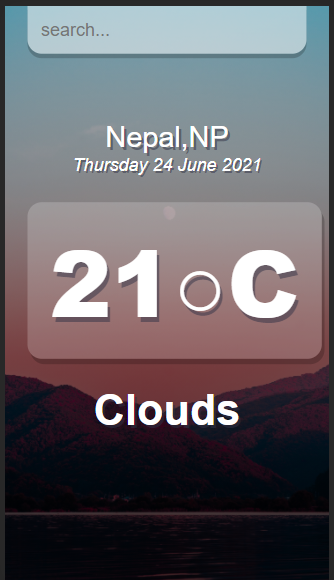 search...
Nepal,NP
Thursday 24 June 2021
21○C
Clouds